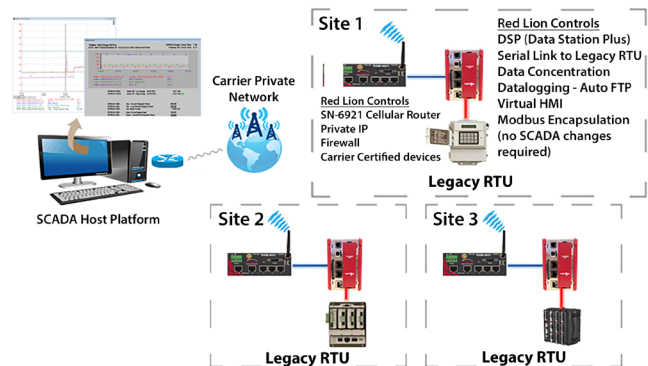 Site 1
Red Lion Controls
DSP (Data Station Plus)
Serial Link to Legacy RTU
Data Concentration
Datalogging - Auto FTP
Virtual HMI
Modbus Encapsulation
(no SCADA changes
required)
Red Lion Controls
SN-6921 Cellular Router
Private IP
Firewall
Carrier Certified devices
Legacy RTU
Carrier Private
Network
SCADA Host Platform
Site 2
Legacy RTU
Site 3
Legacy RTU